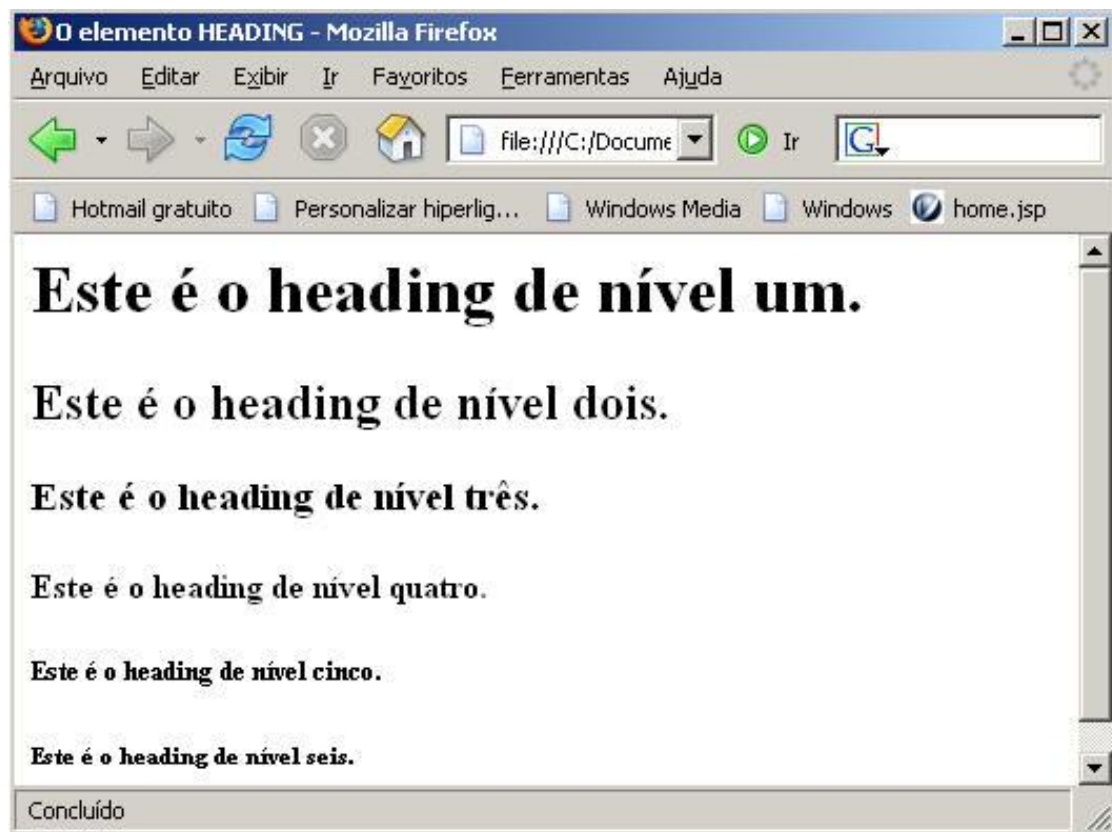 O elemento HEADING - Mozilla Firefox
Arquivo Editar Exibir Ir Favoritos Ferramentas Ajuda
file:///C:/Docume Ir G
Hotmail gratuito Personalizar hiperlig... Windows Media Windows home.jsp
Este é o heading de nível um.
Este é o heading de nível dois.
Este é o heading de nível três.
Este é o heading de nível quatro.
Este é o heading de nível cinco.
Este é o heading de nível seis.
Concluído